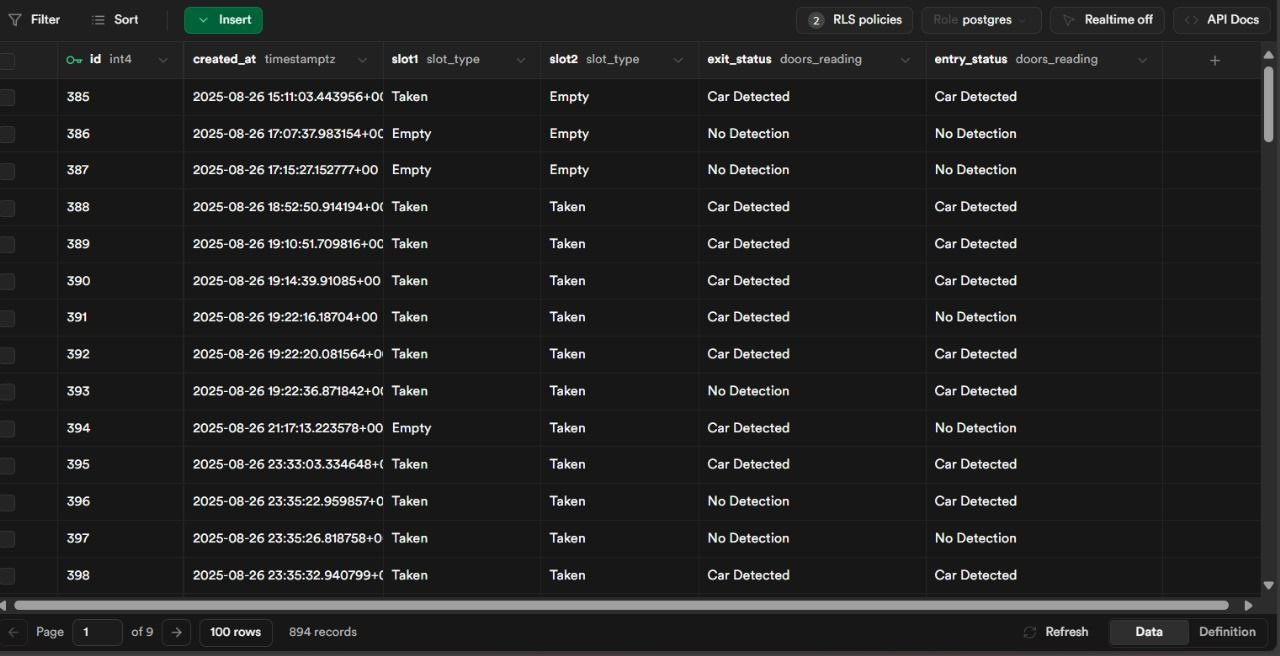 Filter Sort Insert 2 RLS policies Role postgres Realtime off API Docs
id int4 created_at timestamptz slot1 slot_type slot2 slot_type exit_status doors_reading entry_status doors_reading +
385 2025-08-26 15:11:03.443956+00 Taken Empty Car Detected Car Detected
386 2025-08-26 17:07:37.983154+00 Empty Empty No Detection No Detection
387 2025-08-26 17:15:27.152777+00 Empty Empty No Detection No Detection
388 2025-08-26 18:52:50.914194+00 Taken Taken Car Detected Car Detected
389 2025-08-26 19:10:51.709816+00 Taken Taken Car Detected Car Detected
390 2025-08-26 19:14:39.91085+00 Taken Taken Car Detected Car Detected
391 2025-08-26 19:22:16.18704+00 Taken Taken Car Detected No Detection
392 2025-08-26 19:22:20.081564+00 Taken Taken Car Detected Car Detected
393 2025-08-26 19:22:36.871842+00 Taken Taken No Detection Car Detected
394 2025-08-26 21:17:13.223578+00 Empty Taken Car Detected No Detection
395 2025-08-26 23:33:03.334648+0 Taken Taken Car Detected Car Detected
396 2025-08-26 23:35:22.959857+0 Taken Taken No Detection Car Detected
397 2025-08-26 23:35:26.818758+0 Taken Taken No Detection No Detection
398 2025-08-26 23:35:32.940799+0 Taken Taken Car Detected Car Detected
Page 1 of 9 100 rows 894 records Refresh Data Definition